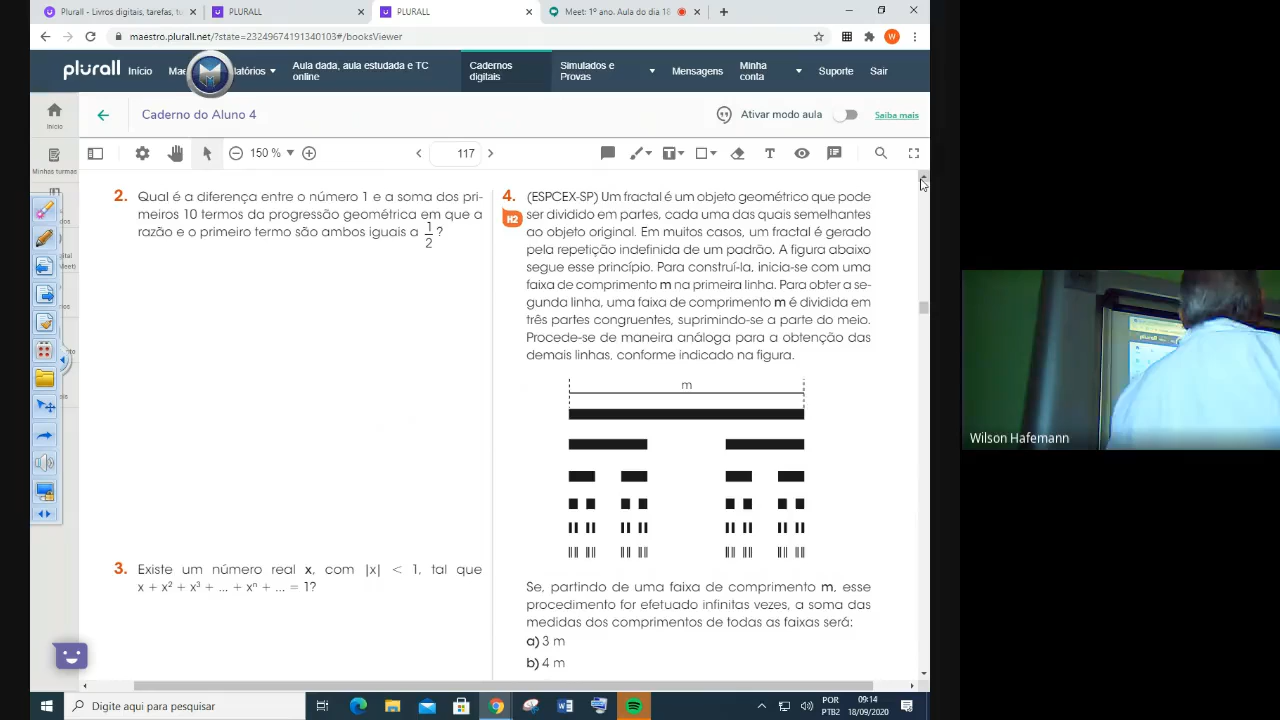 Plurall - Livros digitais, tarefas, tu
PLURALL
PLURALL
Meet: 1º ano. Aula do dia 18
maestro.plurall.net/?state=23249674191340103#/booksViewer
W
plurall
Início
Mae
latórios
Aula dada, aula estudada e TC
online
Cadernos
digitais
Simulados e
Provas
Mensagens
Minha
conta
Suporte
Sair
Início
Caderno do Aluno 4
Ativar modo aula
Saiba mais
Minhas turmas
150 %
117
2. Qual é a diferença entre o número 1 e a soma dos pri-
meiros 10 termos da progressão geométrica em que a
razão e o primeiro termo são ambos iguais a 1/2?
3. Existe um número real x, com |x| < 1, tal que
x + x² + x³ + ... + xⁿ + ... = 1?
4. (ESPCEX-SP) Um fractal é um objeto geométrico que pode
H2
ser dividido em partes, cada uma das quais semelhantes
ao objeto original. Em muitos casos, um fractal é gerado
pela repetição indefinida de um padrão. A figura abaixo
segue esse princípio. Para construí-la, inicia-se com uma
faixa de comprimento m na primeira linha. Para obter a se-
gunda linha, uma faixa de comprimento m é dividida em
três partes congruentes, suprimindo-se a parte do meio.
Procede-se de maneira análoga para a obtenção das
demais linhas, conforme indicado na figura.
m
Se, partindo de uma faixa de comprimento m, esse
procedimento for efetuado infinitas vezes, a soma das
medidas dos comprimentos de todas as faixas será:
a) 3 m
b) 4 m
plurall
Wilson Hafemann
Digite aqui para pesquisar
POR
PTB2
09:14
18/09/2020